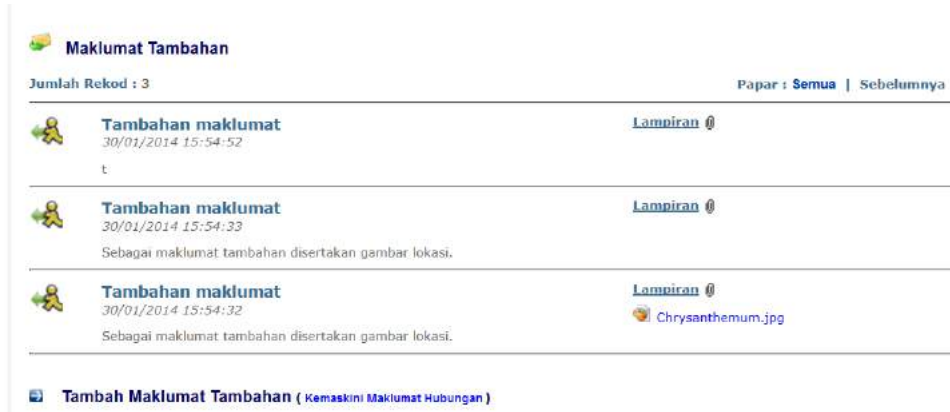 Maklumat Tambahan
Jumlah Rekod : 3 Papar : Semua | Sebelumnya
Tambahan maklumat Lampiran
30/01/2014 15:54:52
t
Tambahan maklumat Lampiran
30/01/2014 15:54:33
Sebagai maklumat tambahan disertakan gambar lokasi.
Tambahan maklumat Lampiran
30/01/2014 15:54:32 Chrysanthemum.jpg
Sebagai maklumat tambahan disertakan gambar lokasi.
Tambah Maklumat Tambahan ( Kemaskini Maklumat Hubungan )